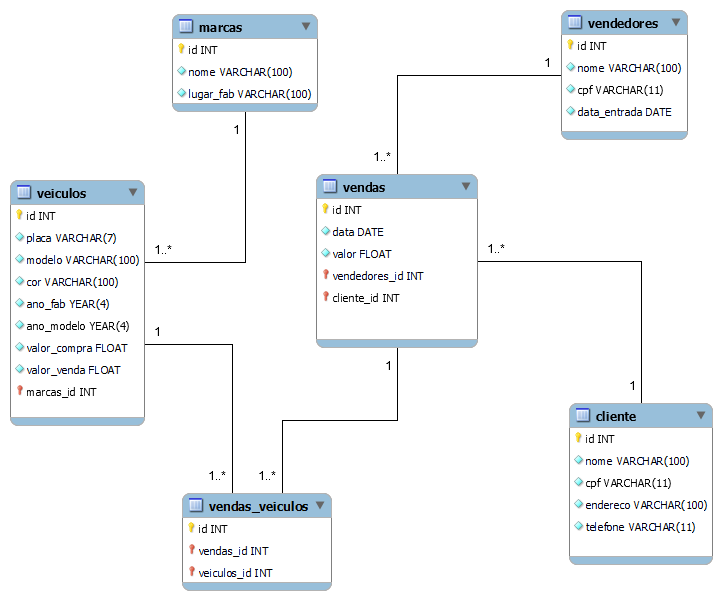 marcas
id INT
nome VARCHAR(100)
lugar_fab VARCHAR(100)
1
1..*
vendedores
id INT
nome VARCHAR(100)
cpf VARCHAR(11)
data_entrada DATE
1
1..*
veiculos
id INT
placa VARCHAR(7)
modelo VARCHAR(100)
cor VARCHAR(100)
ano_fab YEAR(4)
ano_modelo YEAR(4)
valor_compra FLOAT
valor_venda FLOAT
marcas_id INT
1
1..*
vendas
id INT
data DATE
valor FLOAT
vendedores_id INT
cliente_id INT
1..*
1
1
1..*
cliente
id INT
nome VARCHAR(100)
cpf VARCHAR(11)
endereco VARCHAR(100)
telefone VARCHAR(11)
vendas_veiculos
id INT
vendas_id INT
veiculos_id INT